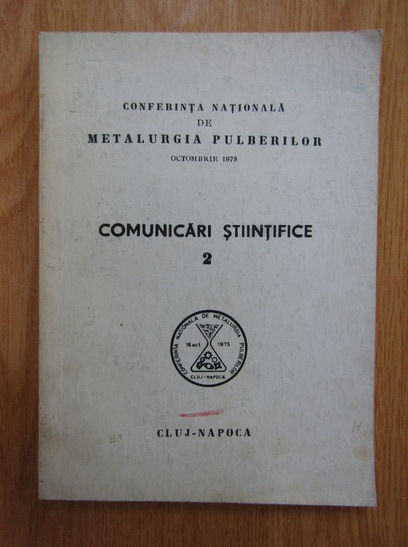 CONFERINȚA NAȚIONALĂ
DE
METALURGIA PULBERILOR
OCTOMBRIE 1975
COMUNICĂRI ȘTIINȚIFICE
2
CONFERINȚA NAȚIONALĂ DE METALURGIA PULBERILOR
16 oct. 1975
CLUJ-NAPOCA
CLUJ-NAPOCA